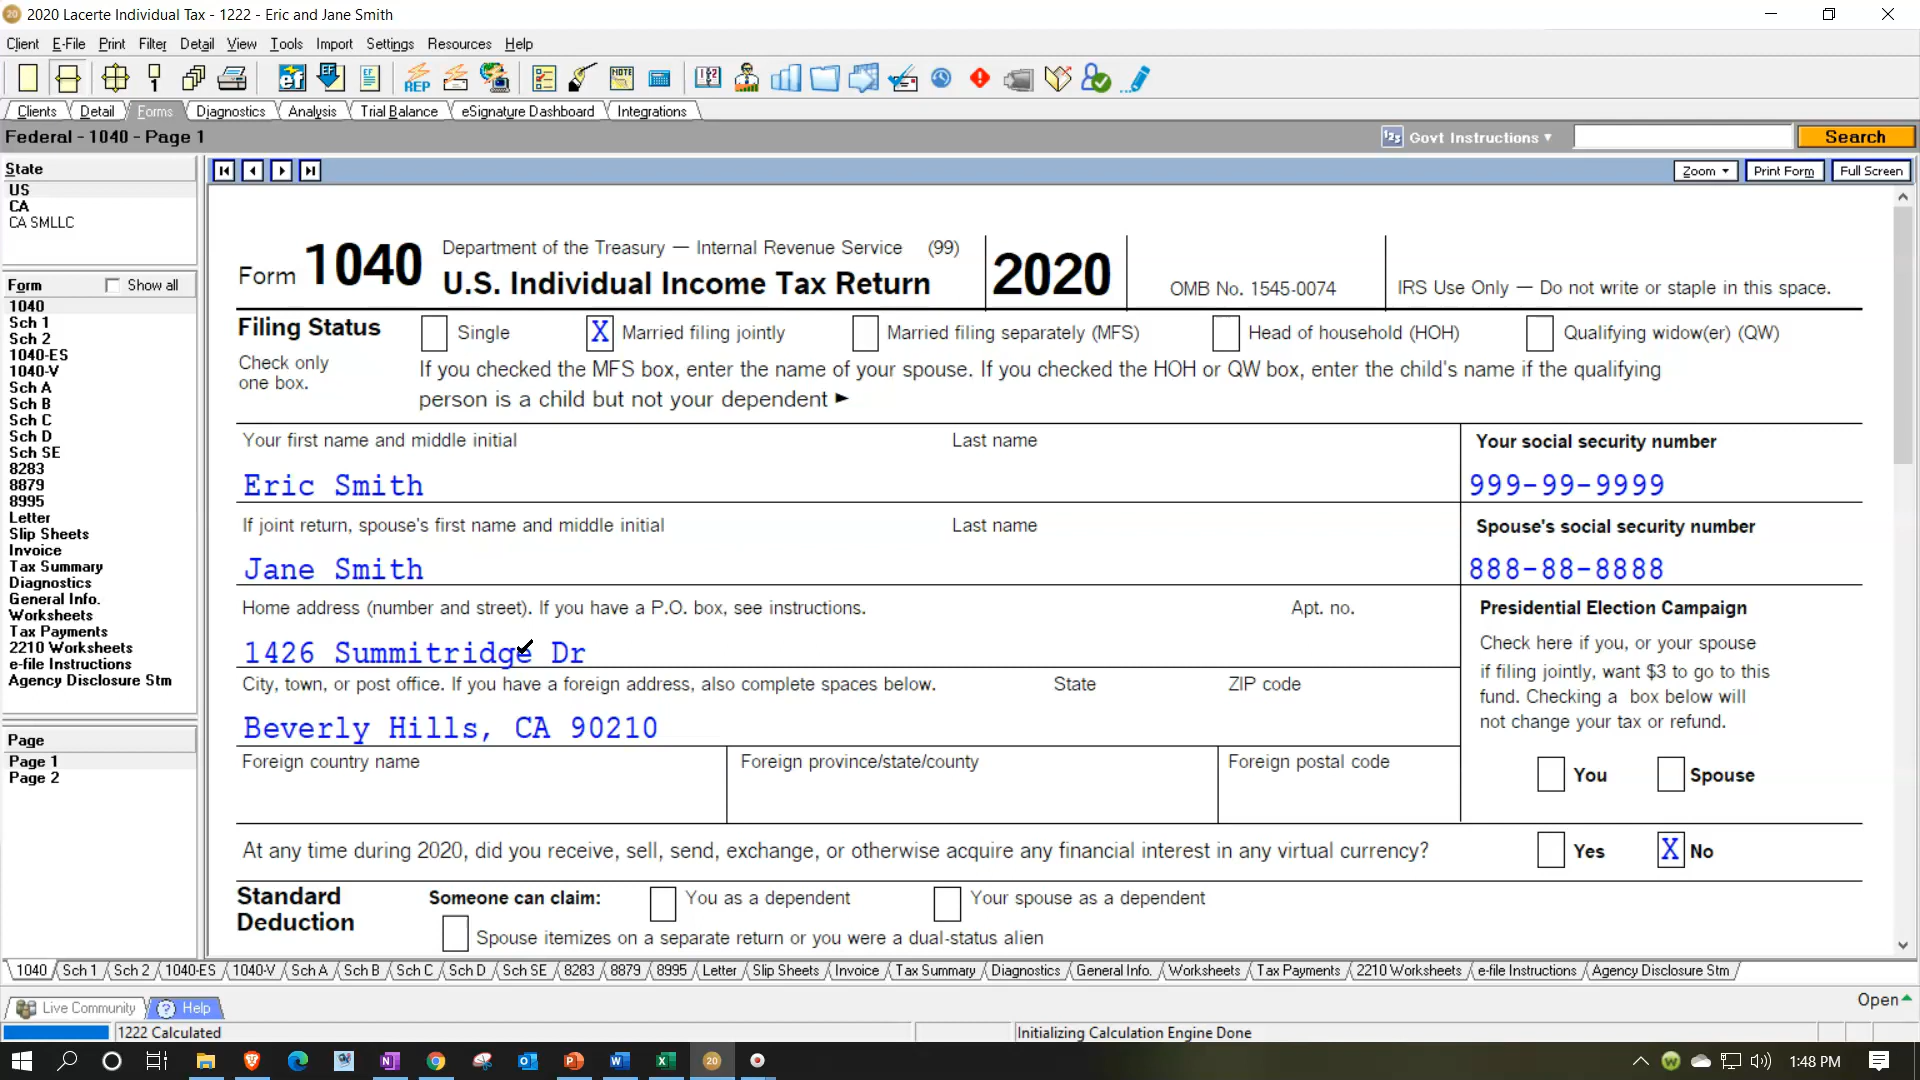 2020 Lacerte Individual Tax - 1222 - Eric and Jane Smith
Client E-File Print Filter Detail View Tools Import Settings Resources Help
Clients Detail Forms Diagnostics Analysis Trial Balance eSignature Dashboard Integrations
Federal - 1040 - Page 1
Govt Instructions
Search
State
US
CA
CA SMLLC
Form Show all
1040
Sch 1
Sch 2
1040-ES
1040-V
Sch A
Sch B
Sch C
Sch D
Sch SE
8283
8879
8995
Letter
Slip Sheets
Invoice
Tax Summary
Diagnostics
General Info.
Worksheets
Tax Payments
2210 Worksheets
e-file Instructions
Agency Disclosure Stm
Page
Page 1
Page 2
Zoom Print Form Full Screen
Form 1040
Department of the Treasury — Internal Revenue Service (99)
U.S. Individual Income Tax Return
2020
OMB No. 1545-0074
IRS Use Only — Do not write or staple in this space.
Filing Status
Check only
one box.
Single X Married filing jointly Married filing separately (MFS) Head of household (HOH) Qualifying widow(er) (QW)
If you checked the MFS box, enter the name of your spouse. If you checked the HOH or QW box, enter the child's name if the qualifying
person is a child but not your dependent ►
Your first name and middle initial Last name Your social security number
Eric Smith 999-99-9999
If joint return, spouse's first name and middle initial Last name Spouse's social security number
Jane Smith 888-88-8888
Home address (number and street). If you have a P.O. box, see instructions. Apt. no.
1426 Summitridge Dr
City, town, or post office. If you have a foreign address, also complete spaces below. State ZIP code
Beverly Hills, CA 90210
Foreign country name Foreign province/state/county Foreign postal code
Presidential Election Campaign
Check here if you, or your spouse
if filing jointly, want $3 to go to this
fund. Checking a box below will
not change your tax or refund.
You Spouse
At any time during 2020, did you receive, sell, send, exchange, or otherwise acquire any financial interest in any virtual currency? Yes X No
Standard
Deduction
Someone can claim: You as a dependent Your spouse as a dependent
Spouse itemizes on a separate return or you were a dual-status alien
1040 Sch 1 Sch 2 1040-ES 1040-V Sch A Sch B Sch C Sch D Sch SE 8283 8879 8995 Letter Slip Sheets Invoice Tax Summary Diagnostics General Info. Worksheets Tax Payments 2210 Worksheets e-file Instructions Agency Disclosure Stm
Live Community Help
Open
1222 Calculated
Initializing Calculation Engine Done
1:48 PM